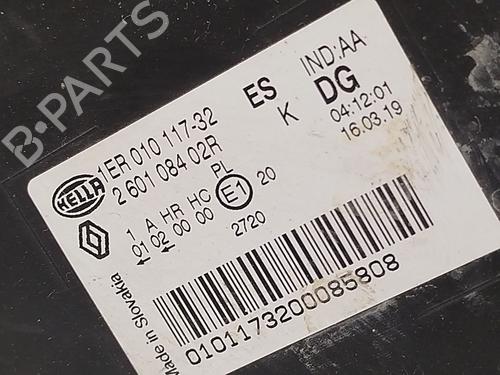 B-PARTS
HELLA
1ER 010 117-32
2 601 084 02R
ES
K
IND:AA
DG
04:12:01
16.03.19
1 A HR HC PL
01 02 00 00
E1
20
2720
0101173200085808
Made in Slovakia